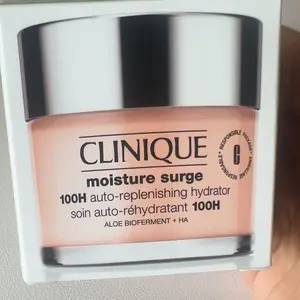 CLINIQUE
moisture surge
100H auto-replenishing hydrator
soin auto-réhydratant 100H
ALOE BIOFERMENT + HA
C